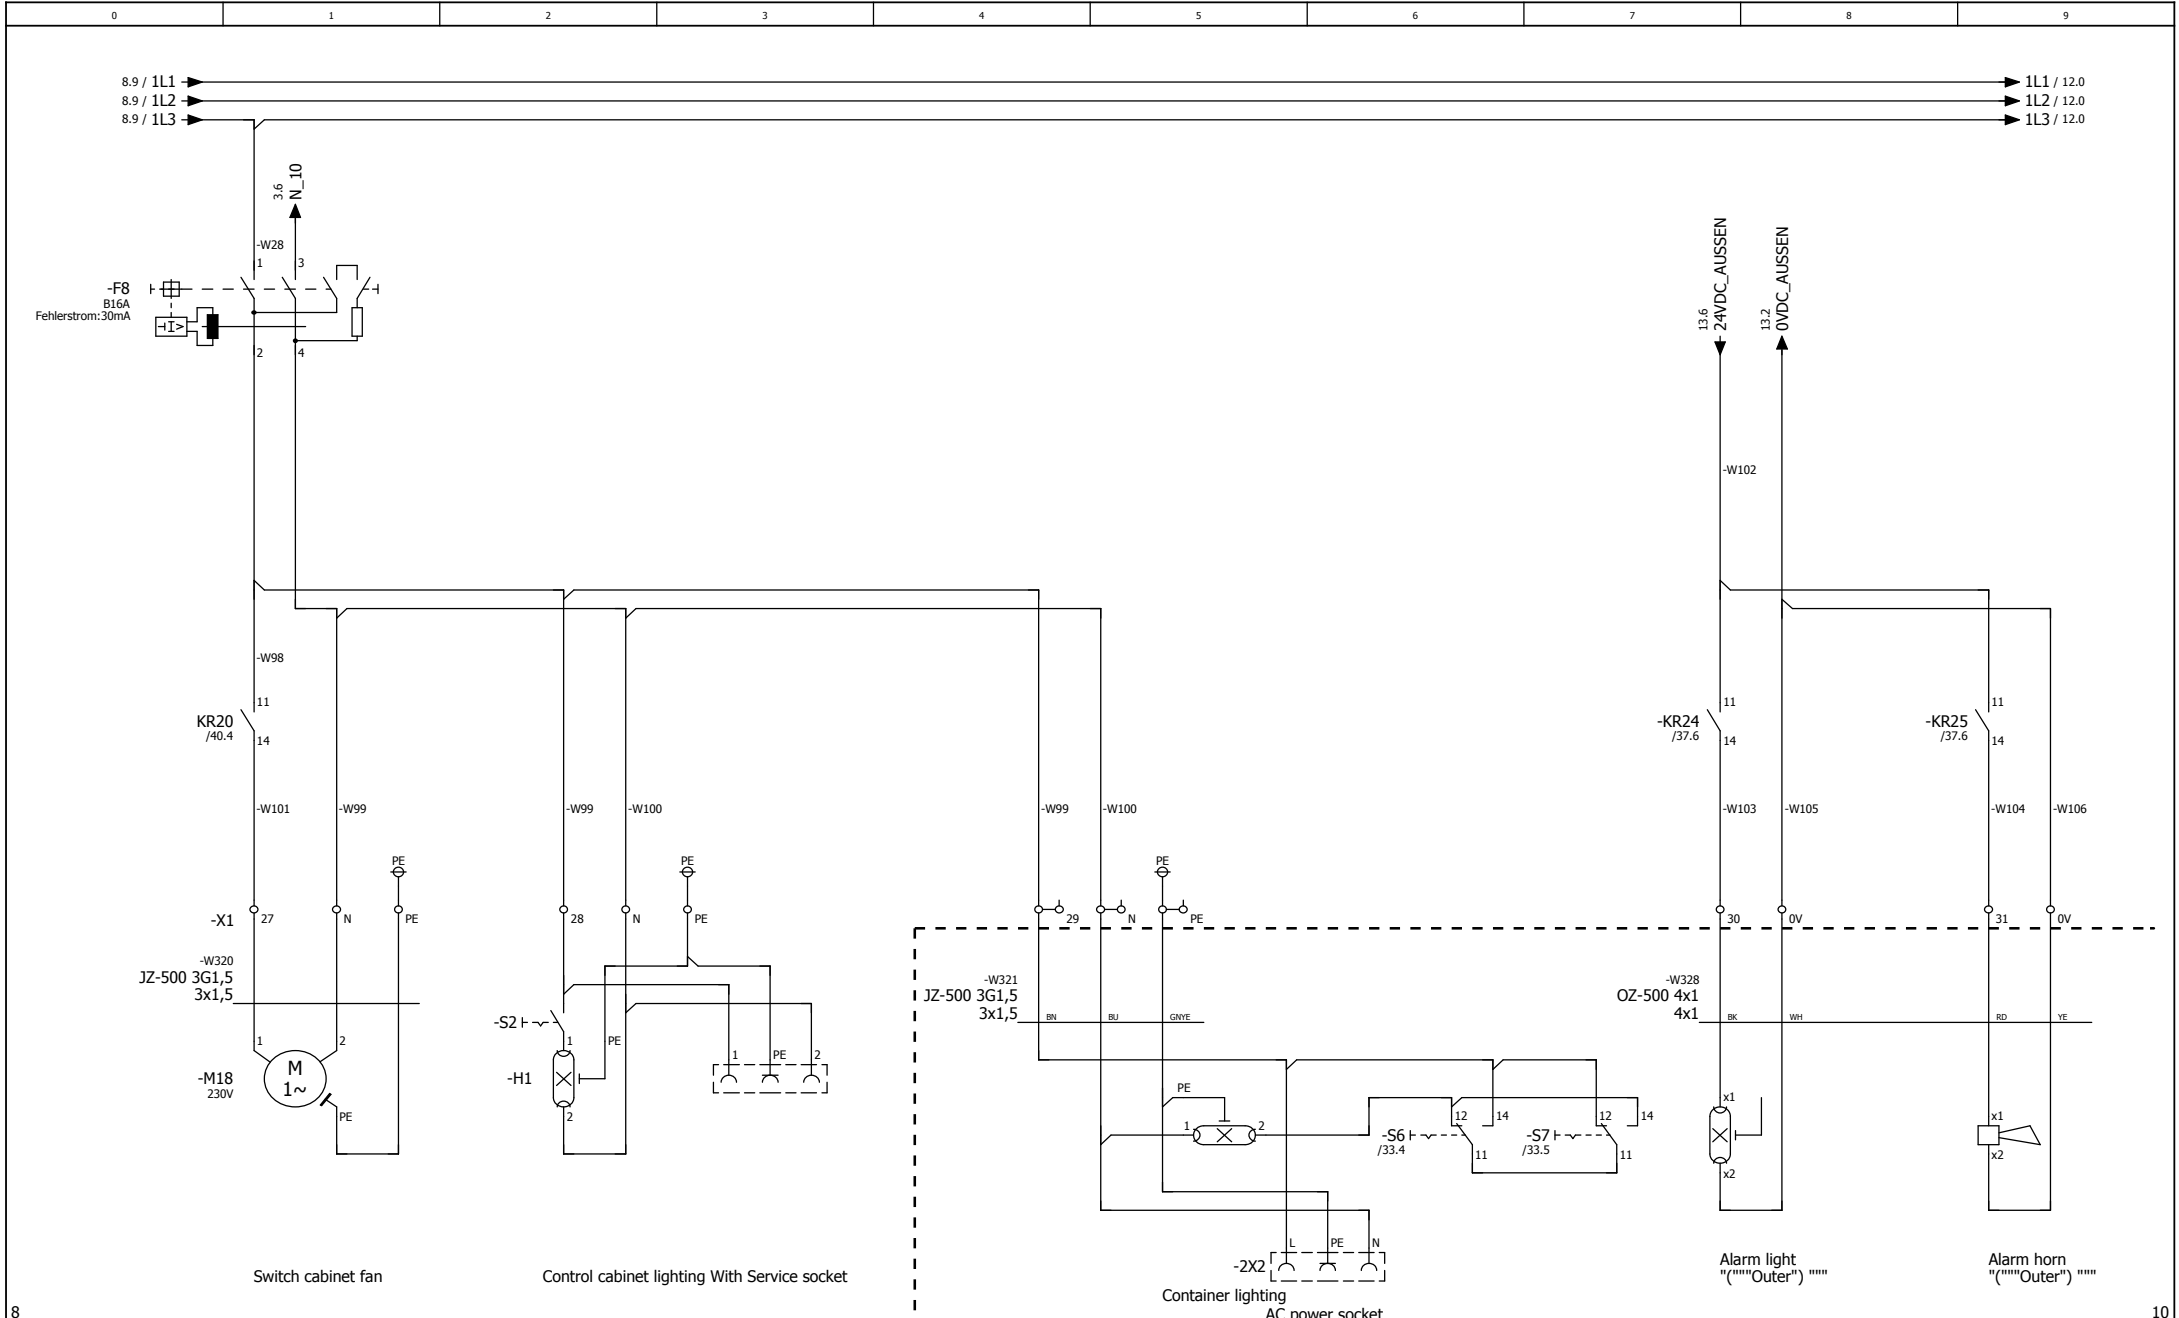 0 1 2 3 4 5 6 7 8 9
8.9 / 1L1 1L1 / 12.0
8.9 / 1L2 1L2 / 12.0
8.9 / 1L3 1L3 / 12.0
3.6
N_10
13.6
24VDC_AUSSEN
13.2
0VDC_AUSSEN
-W28
1 3
-F8
B16A
Fehlerstrom:30mA
I>
2 4
-W102
-W98
11 11 11
KR20 -KR24 -KR25
/40.4 /37.6 /37.6
14 14 14
-W101 -W99 -W99 -W100 -W99 -W100 -W103 -W105 -W104 -W106
PE PE PE
-X1 27 N PE 28 N PE 29 N PE 30 0V 31 0V
-W320
JZ-500 3G1,5
3x1,5
-W321
JZ-500 3G1,5
3x1,5
BN BU GNYE
-W328
OZ-500 4x1
4x1
BK WH RD YE
-S2
1 2 1 PE 1 PE 2
-M18
230V
M
1~
PE
-H1
2
PE
1 2
12 14 12 14
-S6 -S7
/33.4 /33.5
11 11
x1 x1
x2 x2
L PE N
-2X2
Switch cabinet fan
Control cabinet lighting With Service socket
Container lighting
AC power socket
Alarm light
"("""Outer") """
Alarm horn
"("""Outer") """
8 10